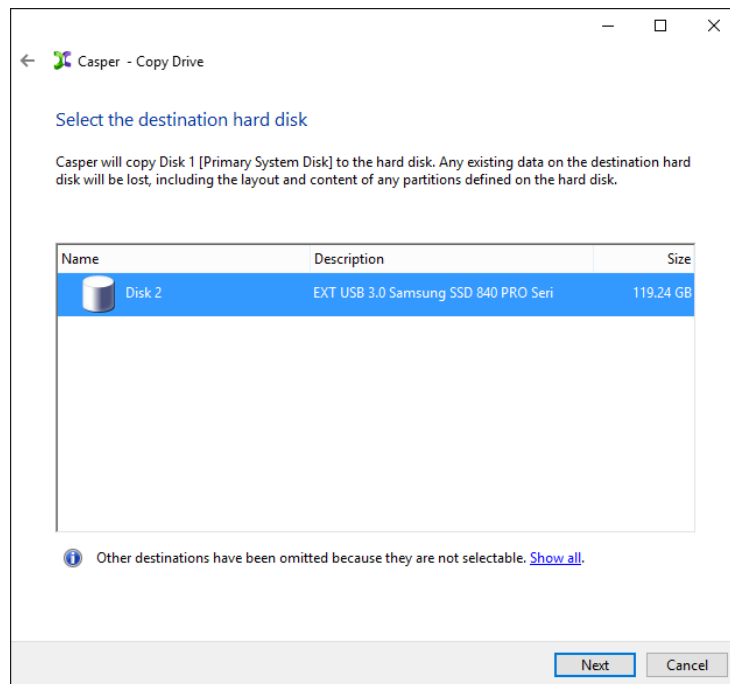 Casper - Copy Drive
Select the destination hard disk
Casper will copy Disk 1 [Primary System Disk] to the hard disk. Any existing data on the destination hard
disk will be lost, including the layout and content of any partitions defined on the hard disk.
Name Description Size
Disk 2 EXT USB 3.0 Samsung SSD 840 PRO Seri 119.24 GB
Other destinations have been omitted because they are not selectable. Show all.
Next Cancel